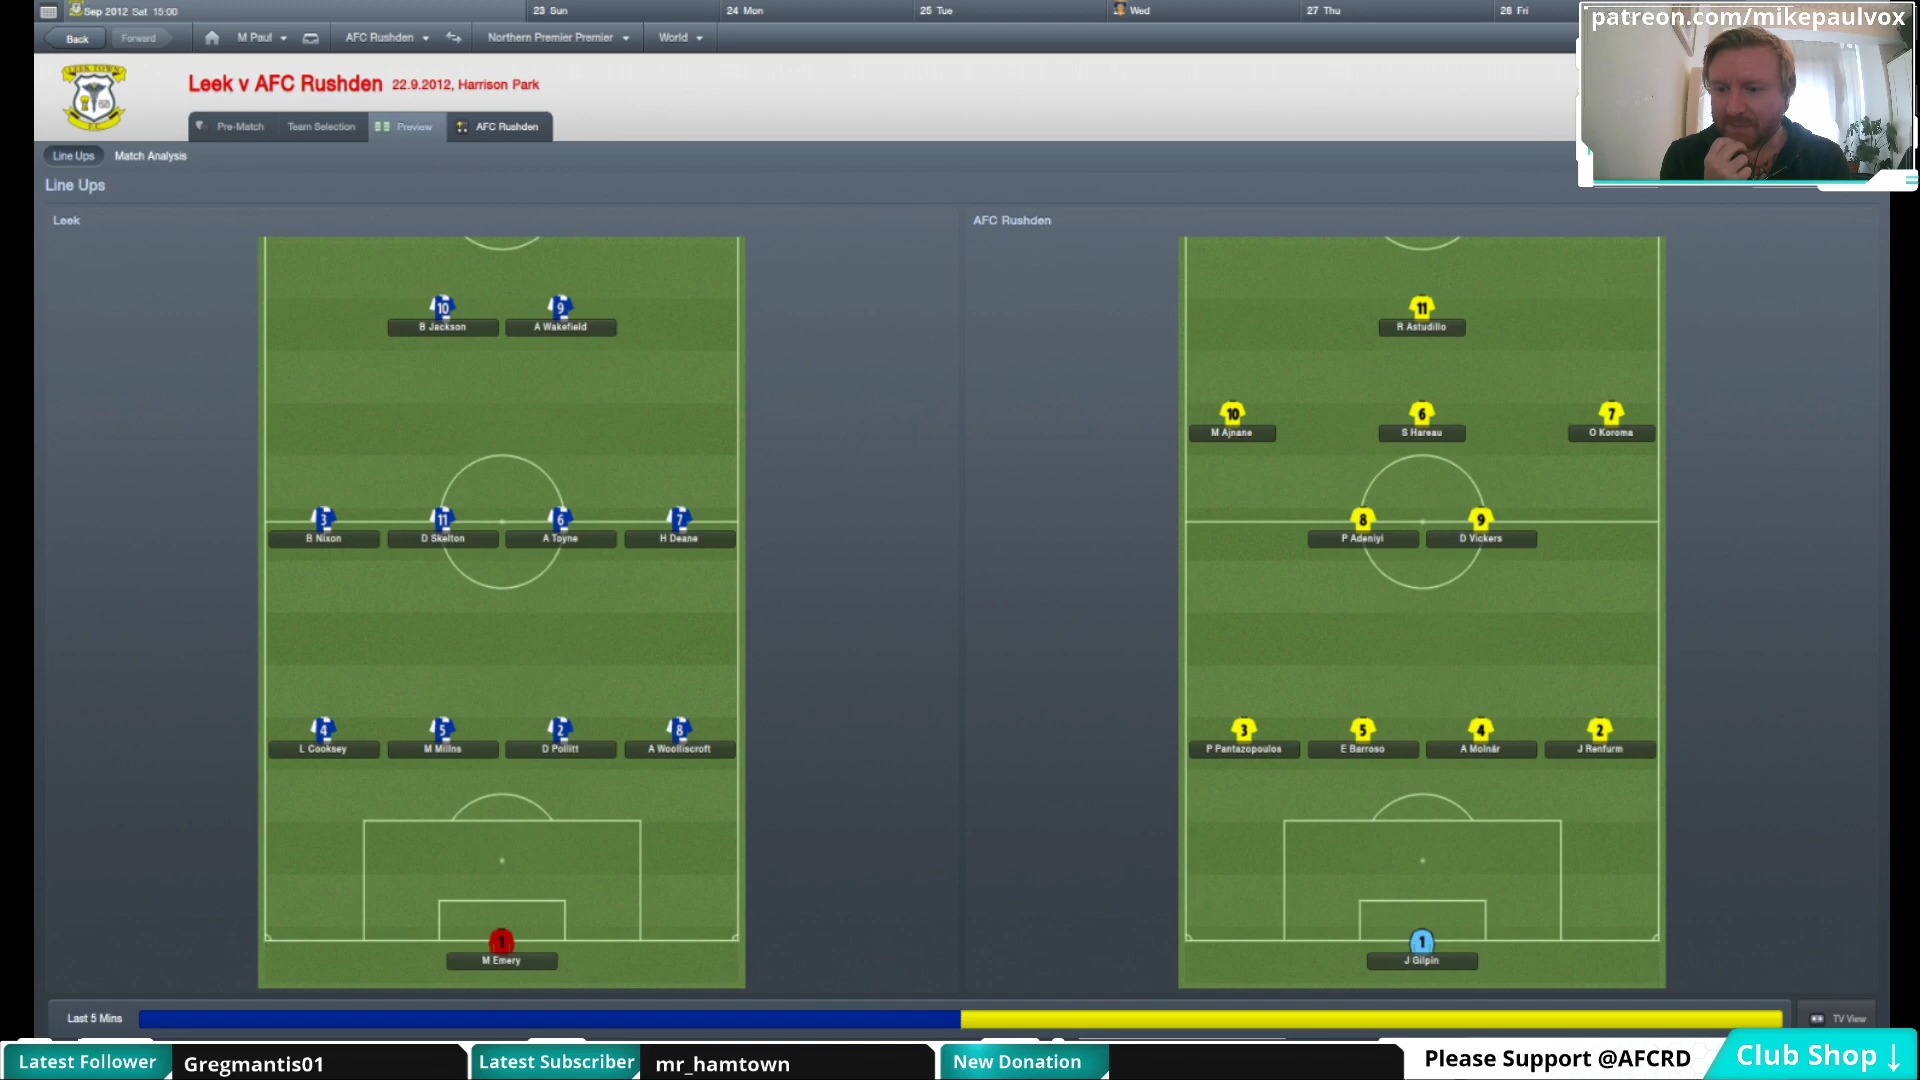 Sep 2012 Sat 15:00
23 Sun
24 Mon
25 Tue
Wed
27 Thu
28 Fri
patreon.com/mikepaulvox
Back
Forward
M Paul
AFC Rushden
Northern Premier Premier
World
LEEK TOWN
F.C.
Leek v AFC Rushden 22.9.2012, Harrison Park
Pre-Match
Team Selection
Preview
AFC Rushden
Line Ups
Match Analysis
Line Ups
Leek
AFC Rushden
10
9
11
B Jackson
A Wakefield
R Astudillo
10
6
7
M Ajnane
S Hareau
O Koroma
3
11
6
7
8
9
B Nixon
D Skelton
A Toyne
H Deane
P Adeniyi
D Vickers
4
5
2
8
3
5
4
2
L Cooksey
M Millns
D Pollitt
A Woolliscroft
P Pantazopoulos
E Barroso
A Molnár
J Renfurm
1
1
M Emery
J Gilpin
Last 5 Mins
TV View
Latest Follower
Gregmantis01
Latest Subscriber
mr_hamtown
New Donation
Please Support @AFCRD
Club Shop ↓